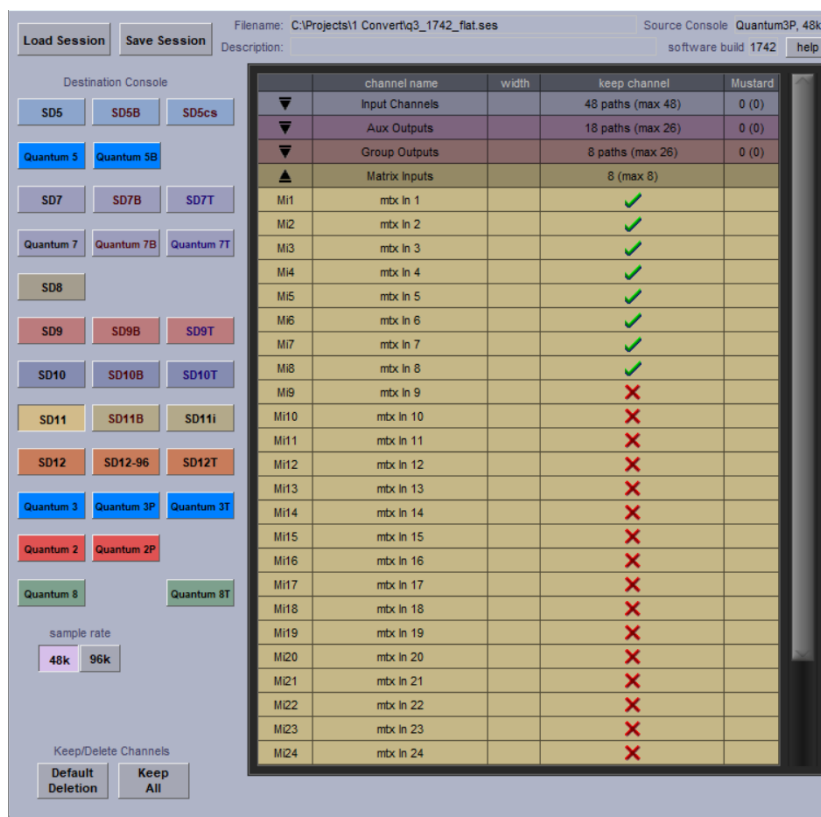 Load Session Save Session Filename: C:\Projects\1 Convert\q3_1742_flat.ses Source Console Quantum3P, 48k
Description: software build 1742 help
Destination Console
SD5 SD5B SD5cs
Quantum 5 Quantum 5B
SD7 SD7B SD7T
Quantum 7 Quantum 7B Quantum 7T
SD8
SD9 SD9B SD9T
SD10 SD10B SD10T
SD11 SD11B SD11i
SD12 SD12-96 SD12T
Quantum 3 Quantum 3P Quantum 3T
Quantum 2 Quantum 2P
Quantum 8 Quantum 8T
sample rate
48k 96k
Keep/Delete Channels
Default Deletion Keep All
channel name width keep channel Mustard
Input Channels 48 paths (max 48) 0 (0)
Aux Outputs 18 paths (max 26) 0 (0)
Group Outputs 8 paths (max 26) 0 (0)
Matrix Inputs 8 (max 8)
Mi1 mtx In 1
Mi2 mtx In 2
Mi3 mtx In 3
Mi4 mtx In 4
Mi5 mtx In 5
Mi6 mtx In 6
Mi7 mtx In 7
Mi8 mtx In 8
Mi9 mtx In 9
Mi10 mtx In 10
Mi11 mtx In 11
Mi12 mtx In 12
Mi13 mtx In 13
Mi14 mtx In 14
Mi15 mtx In 15
Mi16 mtx In 16
Mi17 mtx In 17
Mi18 mtx In 18
Mi19 mtx In 19
Mi20 mtx In 20
Mi21 mtx In 21
Mi22 mtx In 22
Mi23 mtx In 23
Mi24 mtx In 24